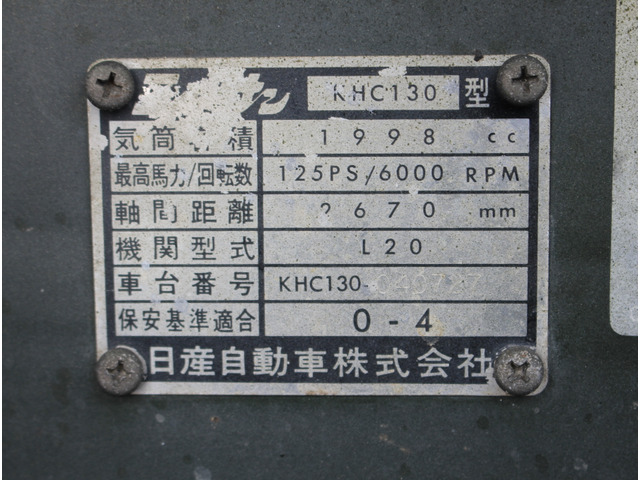 KHC130 型
気筒 積 1998 cc
最高馬力/回転数 125PS/6000 RPM
軸間距離 2670 mm
機関型式 L20
車台番号 KHC130-
保安基準適合 0-4
日産自動車株式会社